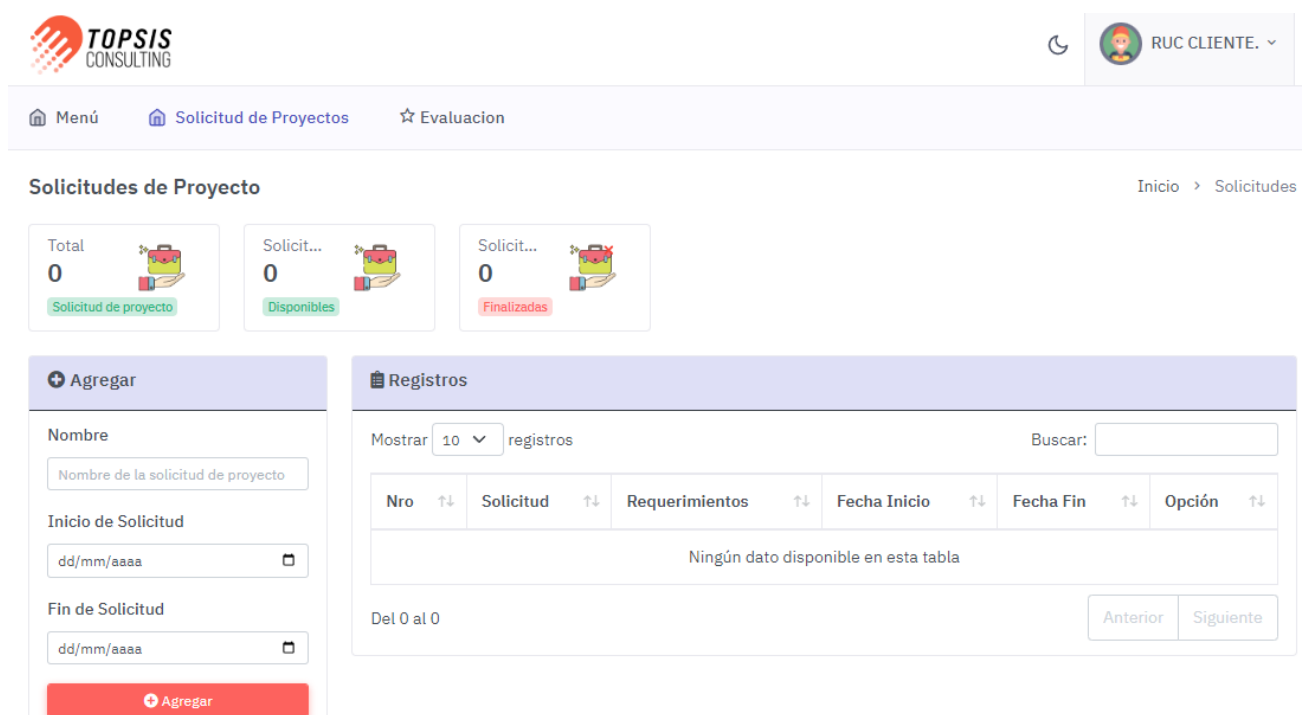 TOPSIS
CONSULTING
RUC CLIENTE.
Menú Solicitud de Proyectos Evaluacion
Solicitudes de Proyecto
Inicio > Solicitudes
Total
0
Solicitud de proyecto
Solicit...
0
Disponibles
Solicit...
0
Finalizadas
Agregar
Nombre
Nombre de la solicitud de proyecto
Inicio de Solicitud
dd/mm/aaaa
Fin de Solicitud
dd/mm/aaaa
Agregar
Registros
Mostrar 10 registros
Buscar:
Nro Solicitud Requerimientos Fecha Inicio Fecha Fin Opción
Ningún dato disponible en esta tabla
Del 0 al 0
Anterior Siguiente